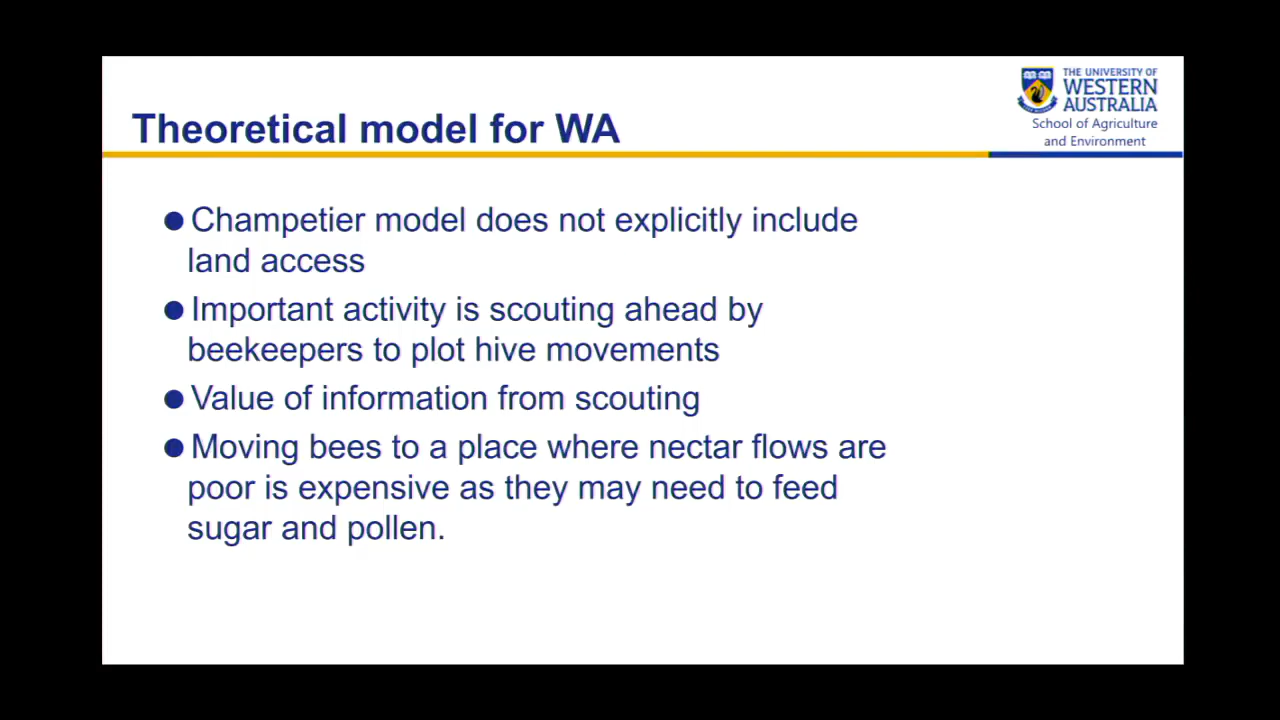 THE UNIVERSITY OF
WESTERN
AUSTRALIA
School of Agriculture
and Environment
Theoretical model for WA
●Champetier model does not explicitly include
land access
●Important activity is scouting ahead by
beekeepers to plot hive movements
●Value of information from scouting
●Moving bees to a place where nectar flows are
poor is expensive as they may need to feed
sugar and pollen.